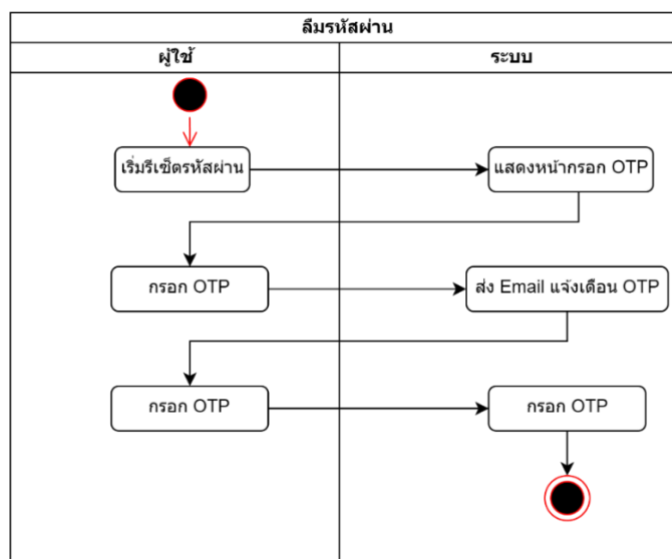 ลืมรหัสผ่าน
ผู้ใช้
ระบบ
เริ่มรีเซ็ตรหัสผ่าน
แสดงหน้ากรอก OTP
กรอก OTP
ส่ง Email แจ้งเตือน OTP
กรอก OTP
กรอก OTP